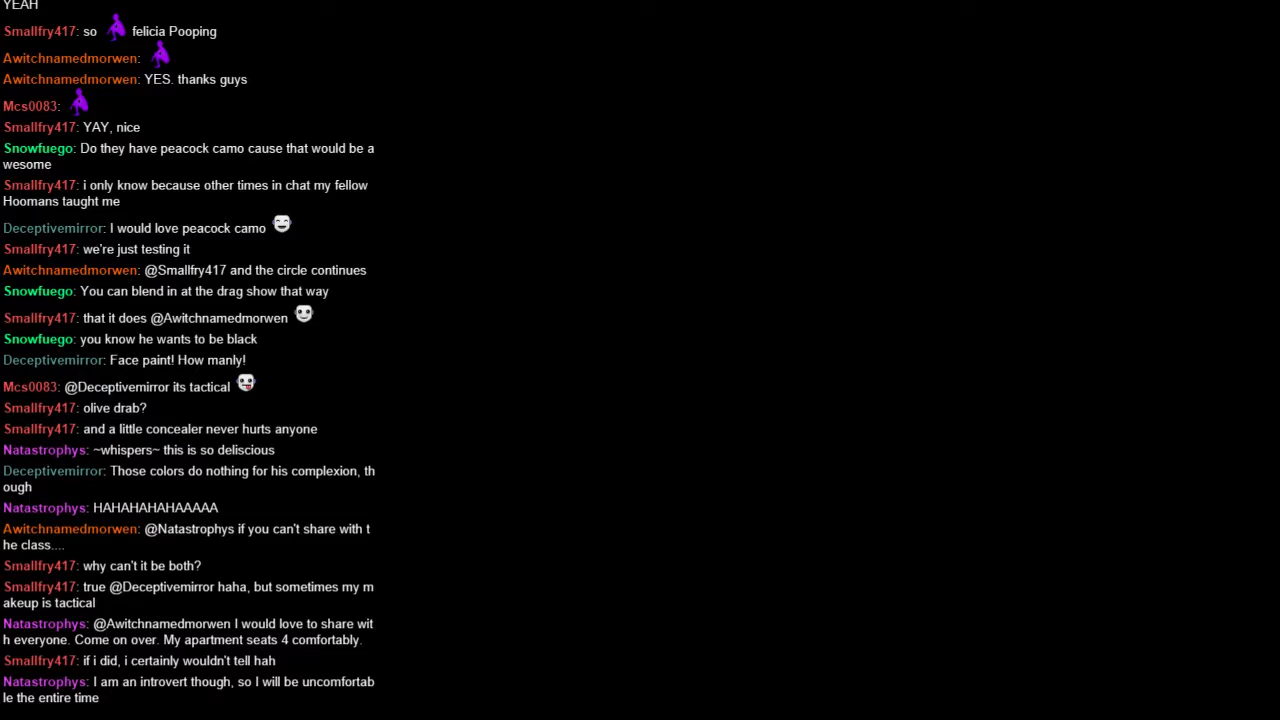 YEAH
Smallfry417: so felicia Pooping
Awitchnamedmorwen:
Awitchnamedmorwen: YES. thanks guys
Mcs0083:
Smallfry417: YAY, nice
Snowfuego: Do they have peacock camo cause that would be a
wesome
Smallfry417: i only know because other times in chat my fellow
Hoomans taught me
Deceptivemirror: I would love peacock camo
Smallfry417: we're just testing it
Awitchnamedmorwen: @Smallfry417 and the circle continues
Snowfuego: You can blend in at the drag show that way
Smallfry417: that it does @Awitchnamedmorwen
Snowfuego: you know he wants to be black
Deceptivemirror: Face paint! How manly!
Mcs0083: @Deceptivemirror its tactical
Smallfry417: olive drab?
Smallfry417: and a little concealer never hurts anyone
Natastrophys: ~whispers~ this is so deliscious
Deceptivemirror: Those colors do nothing for his complexion, th
ough
Natastrophys: HAHAHAHAHAAAAA
Awitchnamedmorwen: @Natastrophys if you can't share with t
he class....
Smallfry417: why can't it be both?
Smallfry417: true @Deceptivemirror haha, but sometimes my m
akeup is tactical
Natastrophys: @Awitchnamedmorwen I would love to share wit
h everyone. Come on over. My apartment seats 4 comfortably.
Smallfry417: if i did, i certainly wouldn't tell hah
Natastrophys: I am an introvert though, so I will be uncomfortab
le the entire time